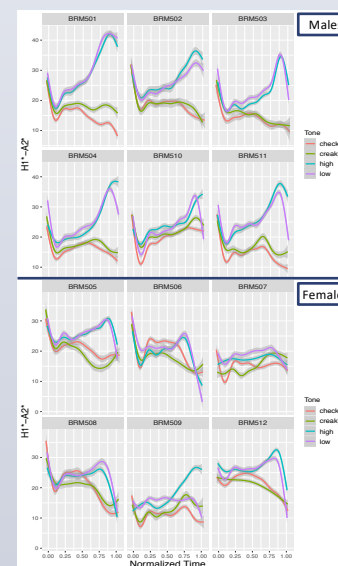 BRM501 BRM502 BRM503
Males
40
30
20
10
H1*−A2*
Tone
check
creak
high
low
BRM504 BRM510 BRM511
40
30
20
10
BRM505 BRM506 BRM507
Female
30
20
10
0
H1*−A2*
Tone
check
creak
high
low
BRM508 BRM509 BRM512
30
20
10
0
0.00 0.25 0.50 0.75 1.00 0.00 0.25 0.50 0.75 1.00 0.00 0.25 0.50 0.75 1.00
Normalized Time